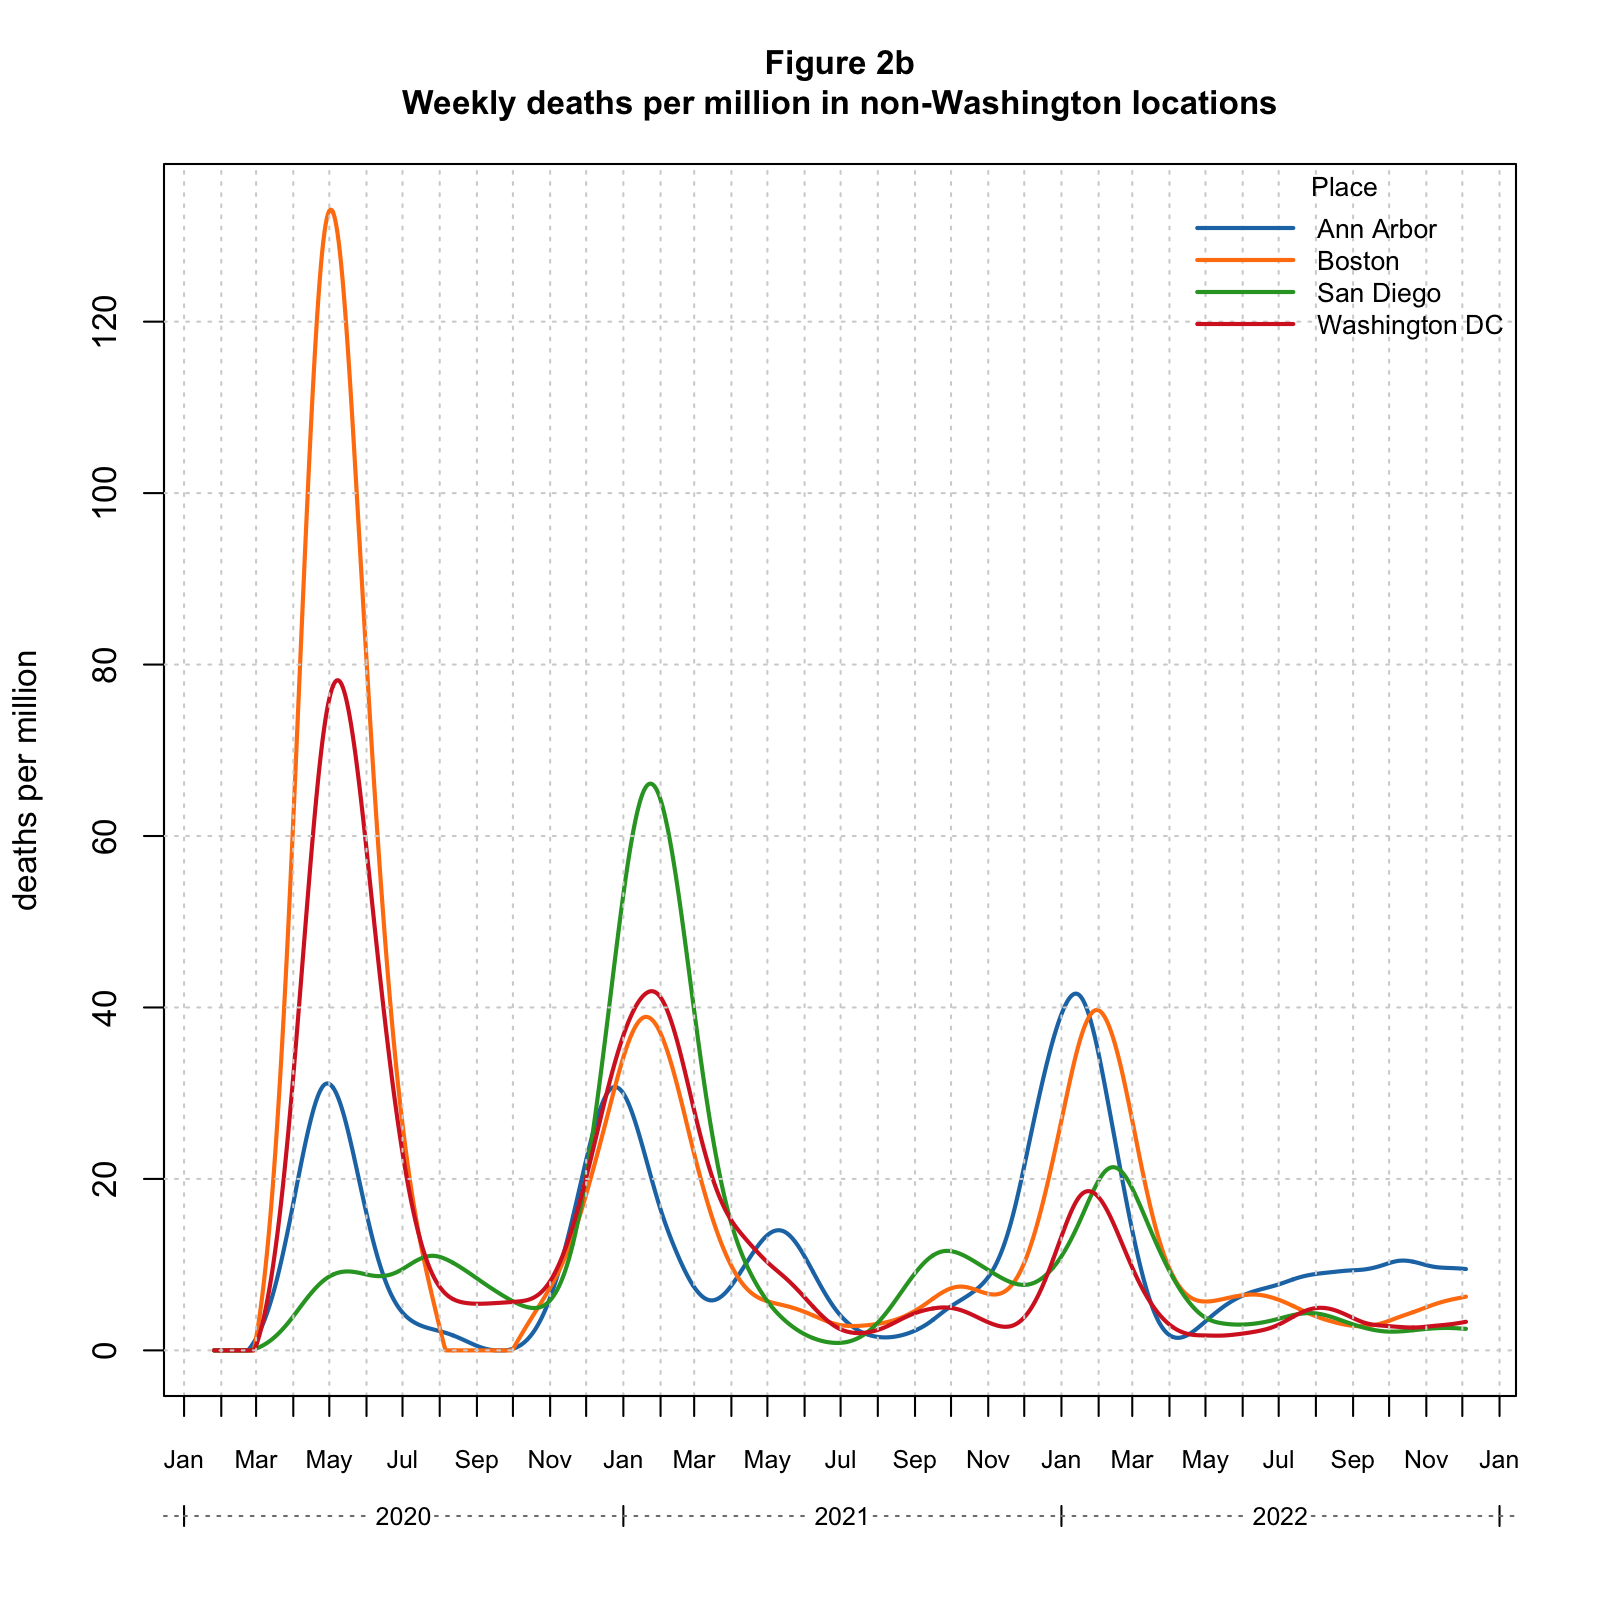 Figure 2b
Weekly deaths per million in non-Washington locations
Place
Ann Arbor
Boston
San Diego
Washington DC
deaths per million
120
100
80
60
40
20
0
Jan Mar May Jul Sep Nov Jan Mar May Jul Sep Nov Jan Mar May Jul Sep Nov Jan
2020 2021 2022